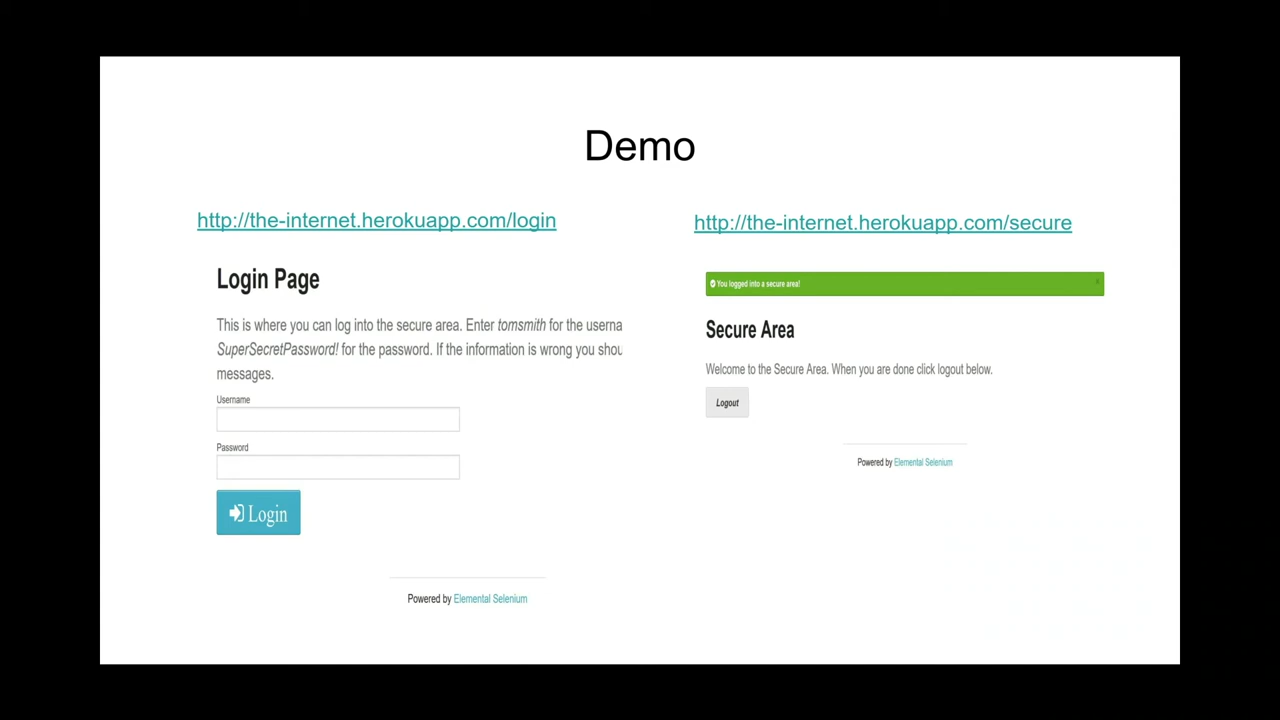 Demo
http://the-internet.herokuapp.com/login
Login Page
This is where you can log into the secure area. Enter tomsmith for the userna
SuperSecretPassword! for the password. If the information is wrong you shou
messages.
Username
Password
Login
Powered by Elemental Selenium
http://the-internet.herokuapp.com/secure
You logged into a secure area!
Secure Area
Welcome to the Secure Area. When you are done click logout below.
Logout
Powered by Elemental Selenium